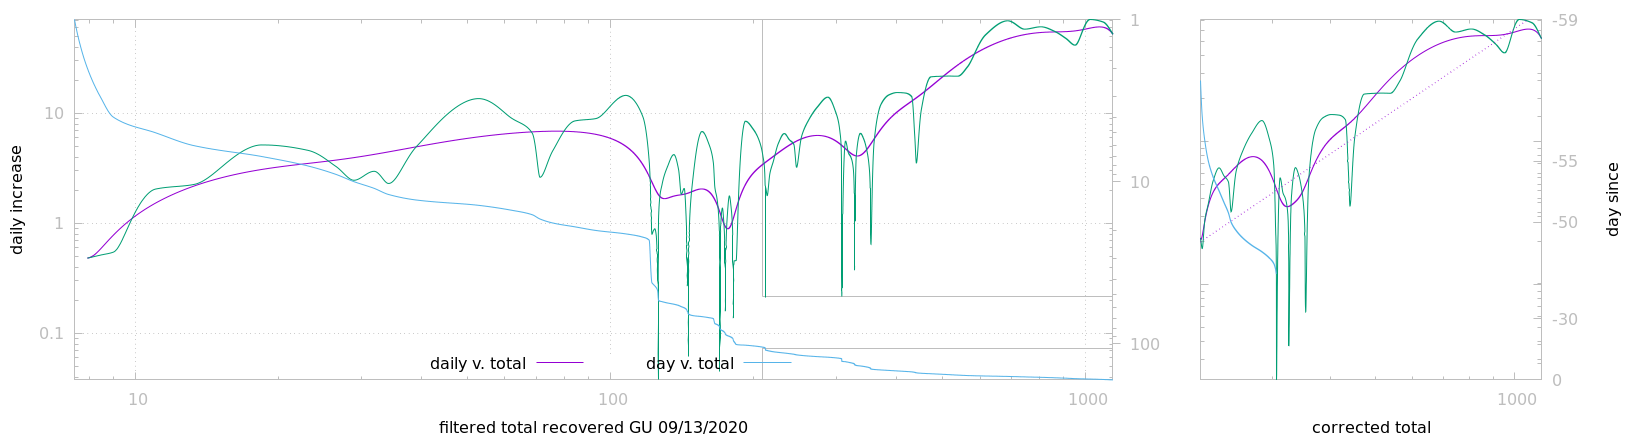 daily increase
10
1
0.1
10
100
1000
1
10
100
daily v. total
day v. total
filtered total recovered GU 09/13/2020
-59
-55
-50
-30
0
day since
1000
corrected total